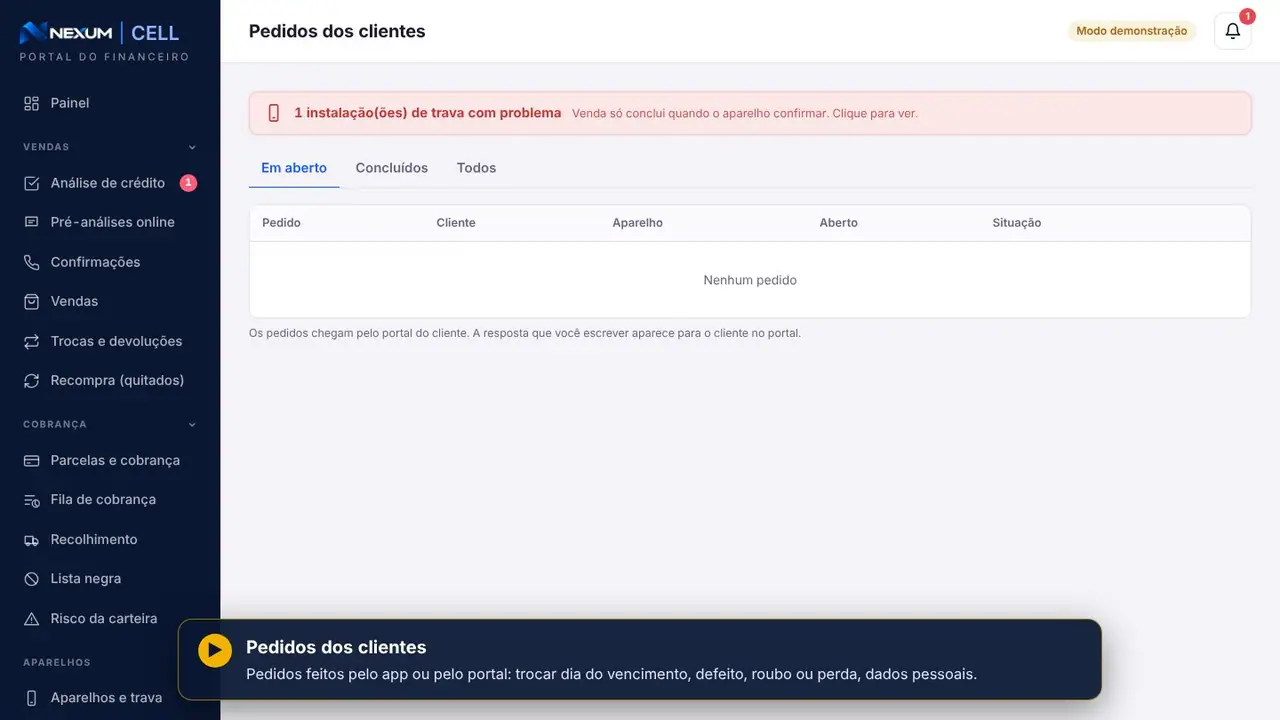 NEXUM | CELL
PORTAL DO FINANCEIRO
Painel
VENDAS
Análise de crédito 1
Pré-análises online
Confirmações
Vendas
Trocas e devoluções
Recompra (quitados)
COBRANÇA
Parcelas e cobrança
Fila de cobrança
Recolhimento
Lista negra
Risco da carteira
APARELHOS
Aparelhos e trava
Pedidos dos clientes
Modo demonstração
1
1 instalação(ões) de trava com problema Venda só conclui quando o aparelho confirmar. Clique para ver.
Em aberto Concluídos Todos
Pedido Cliente Aparelho Aberto Situação
Nenhum pedido
Os pedidos chegam pelo portal do cliente. A resposta que você escrever aparece para o cliente no portal.
Pedidos dos clientes
Pedidos feitos pelo app ou pelo portal: trocar dia do vencimento, defeito, roubo ou perda, dados pessoais.